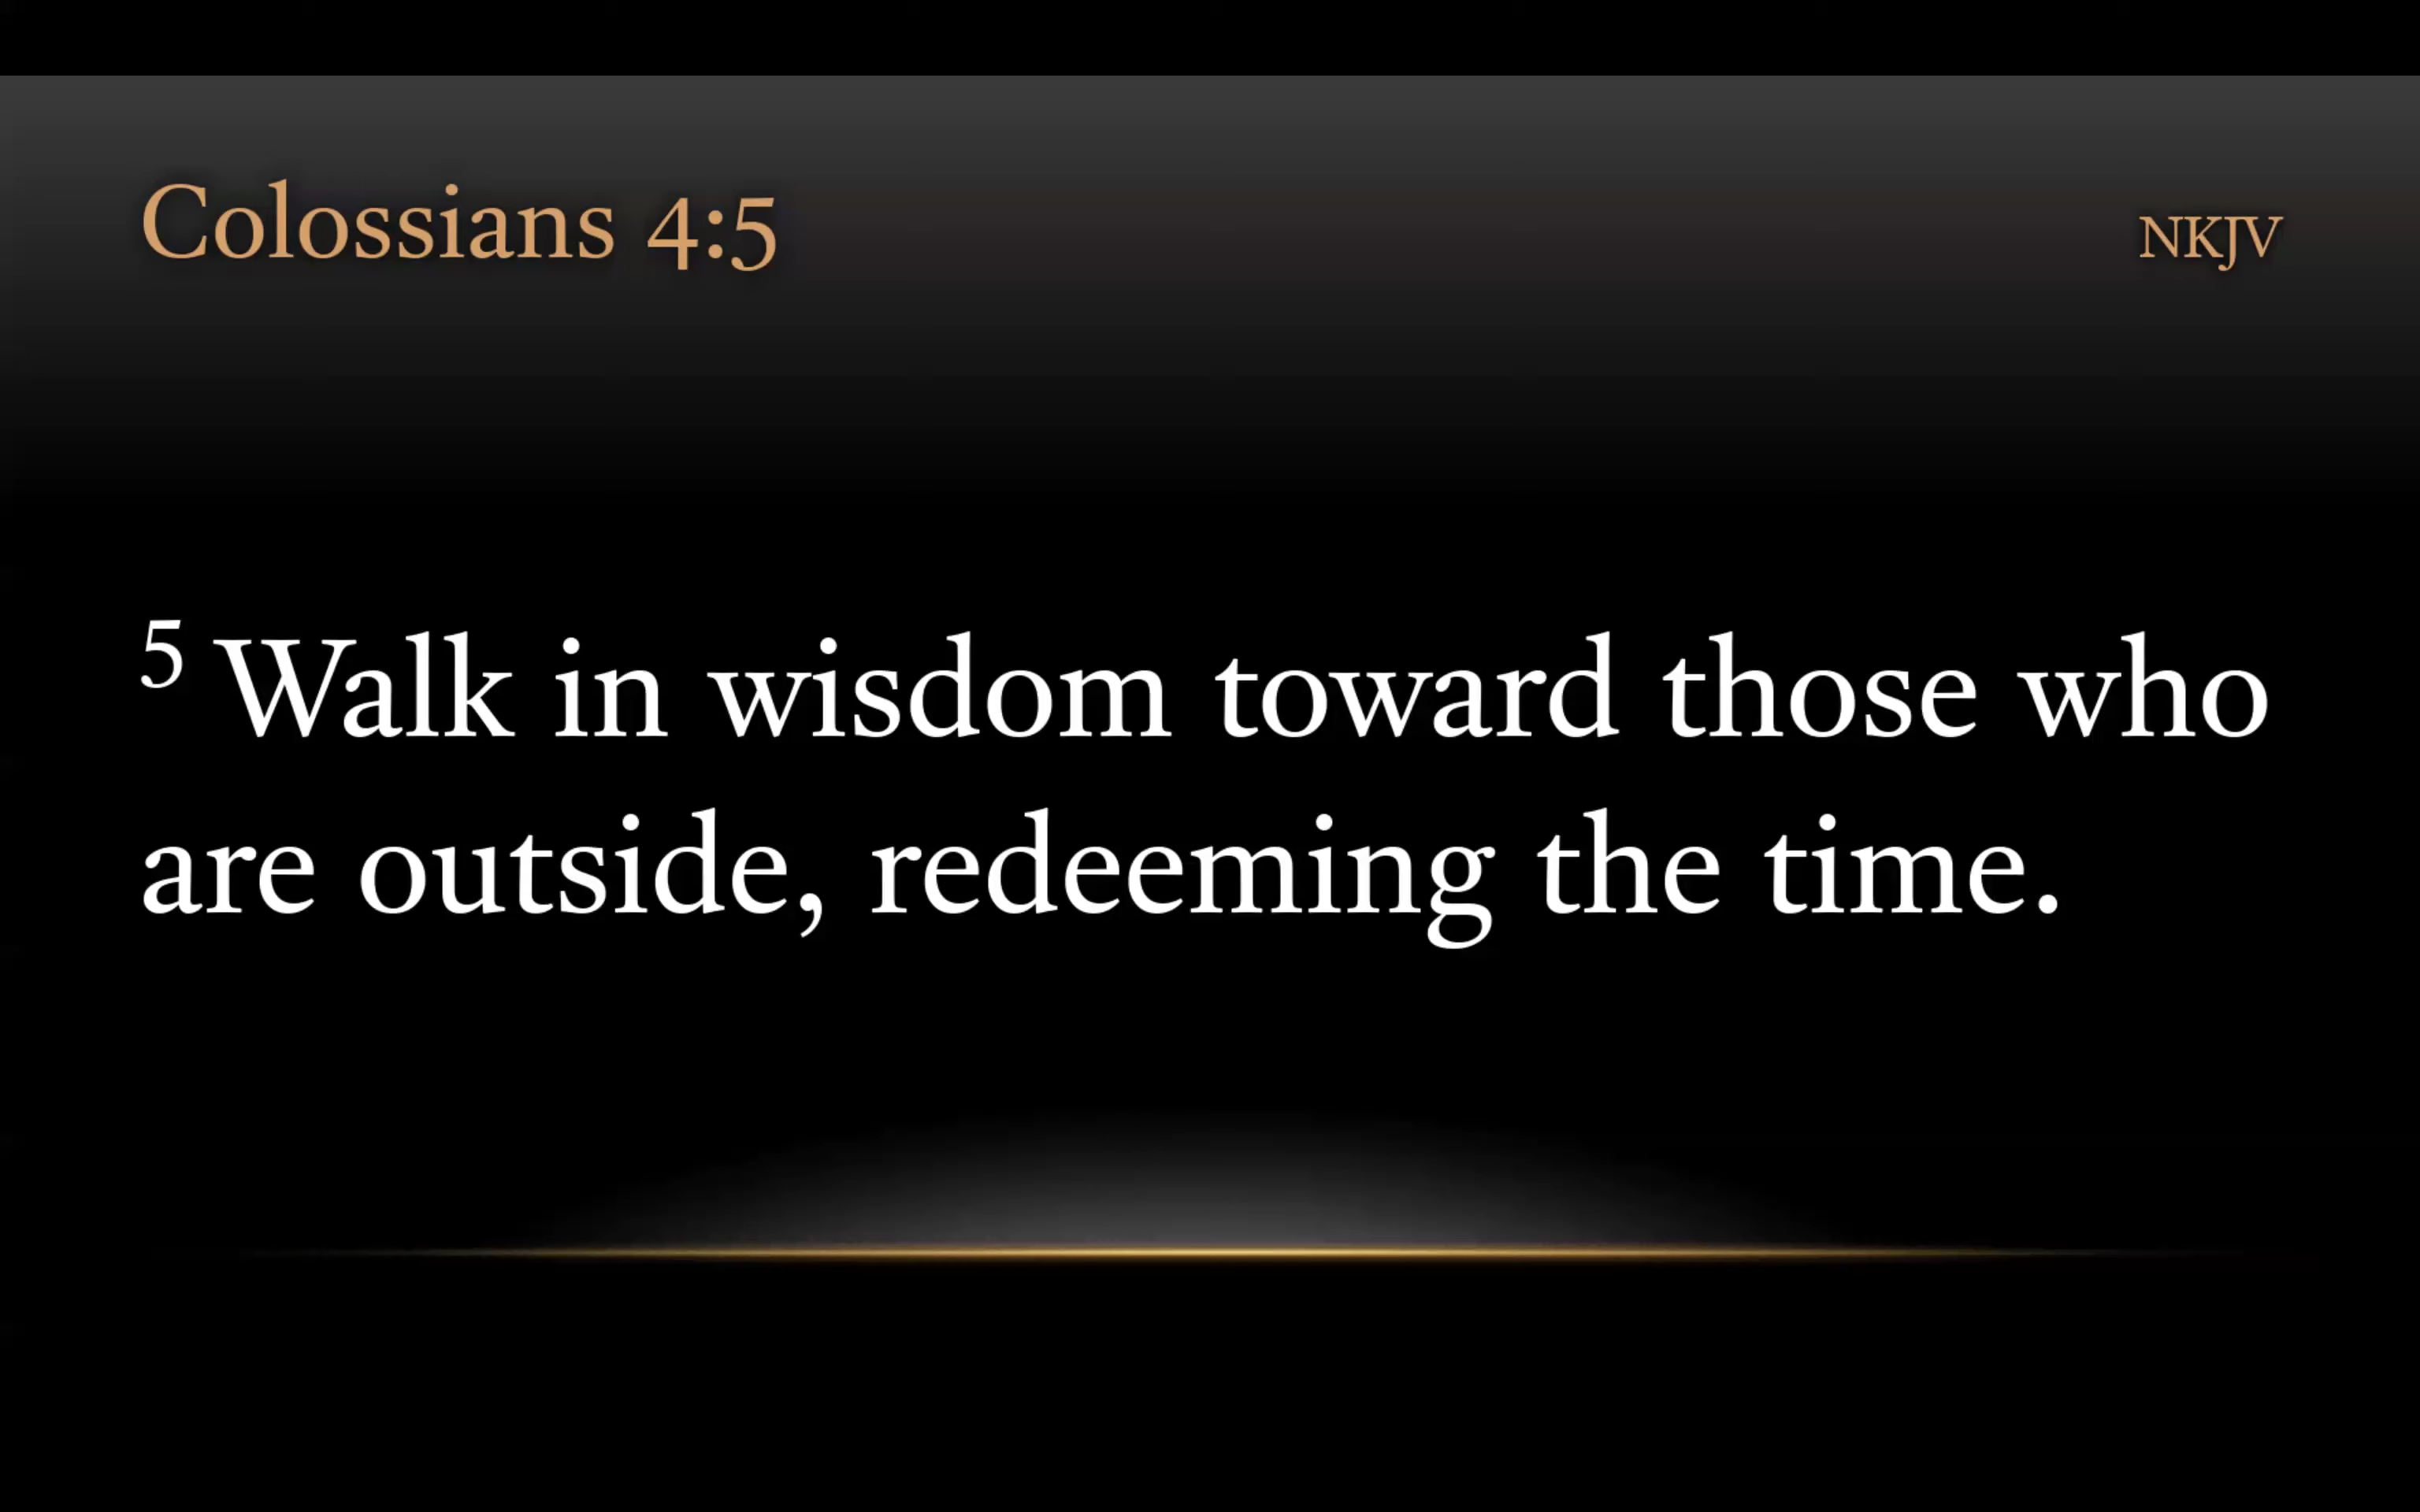 Colossians 4:5
NKJV
5 Walk in wisdom toward those who
are outside, redeeming the time.